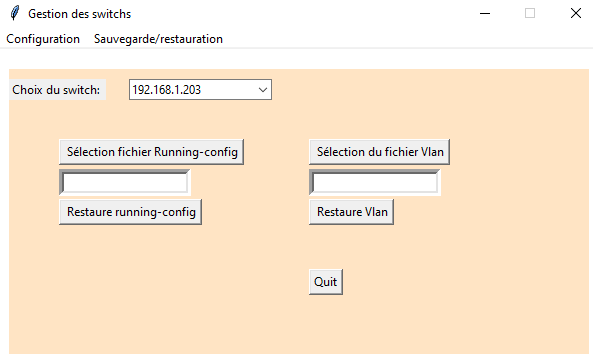 Gestion des switchs
Configuration Sauvegarde/restauration
Choix du switch: 192.168.1.203
Sélection fichier Running-config Sélection du fichier Vlan
Restaure running-config Restaure Vlan
Quit